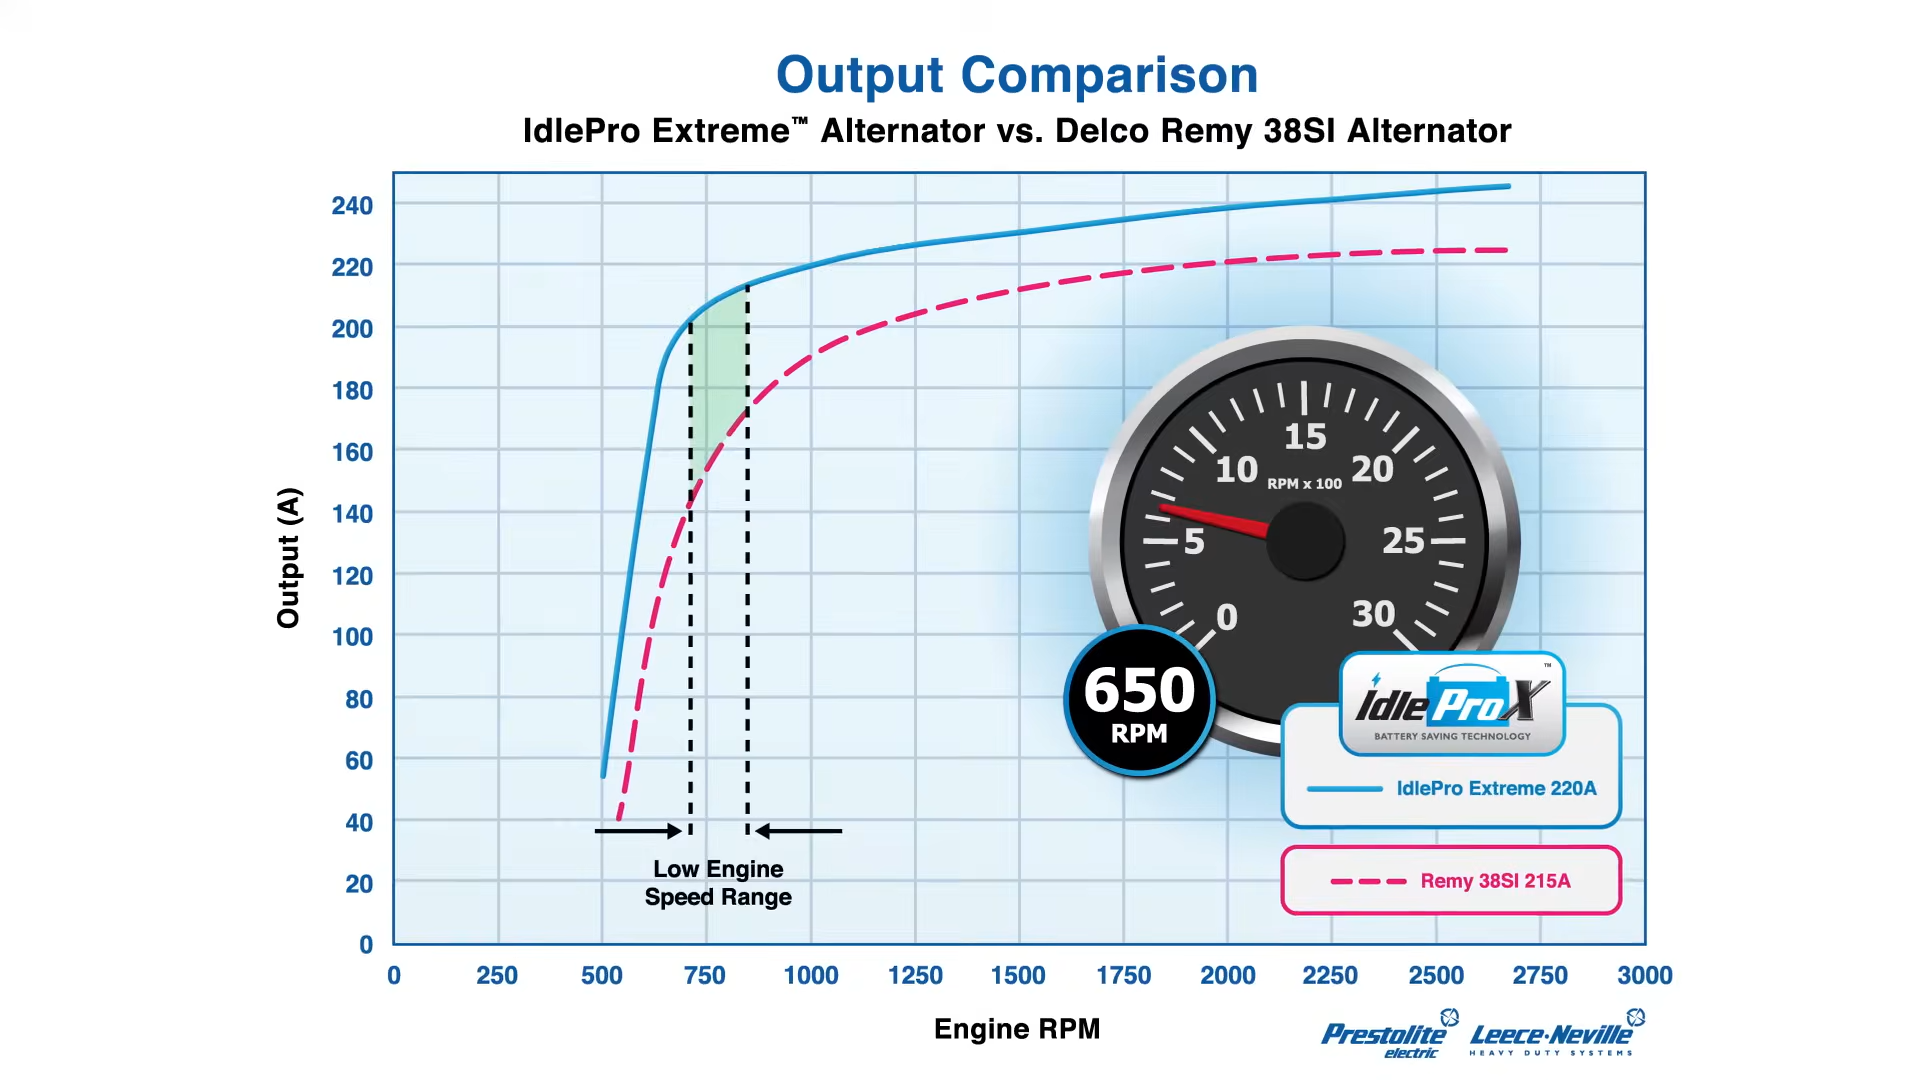 Output Comparison
IdlePro Extreme™ Alternator vs. Delco Remy 38SI Alternator
Output (A)
240
220
200
180
160
140
120
100
80
60
40
20
0
0 250 500 750 1000 1250 1500 1750 2000 2250 2500 2750 3000
Engine RPM
Low Engine
Speed Range
15
10 20
RPM x 100
5 25
0 30
650
RPM
IdleProX™
BATTERY SAVING TECHNOLOGY
IdlePro Extreme 220A
Remy 38SI 215A
Prestolite
electric
Leece-Neville
HEAVY DUTY SYSTEMS